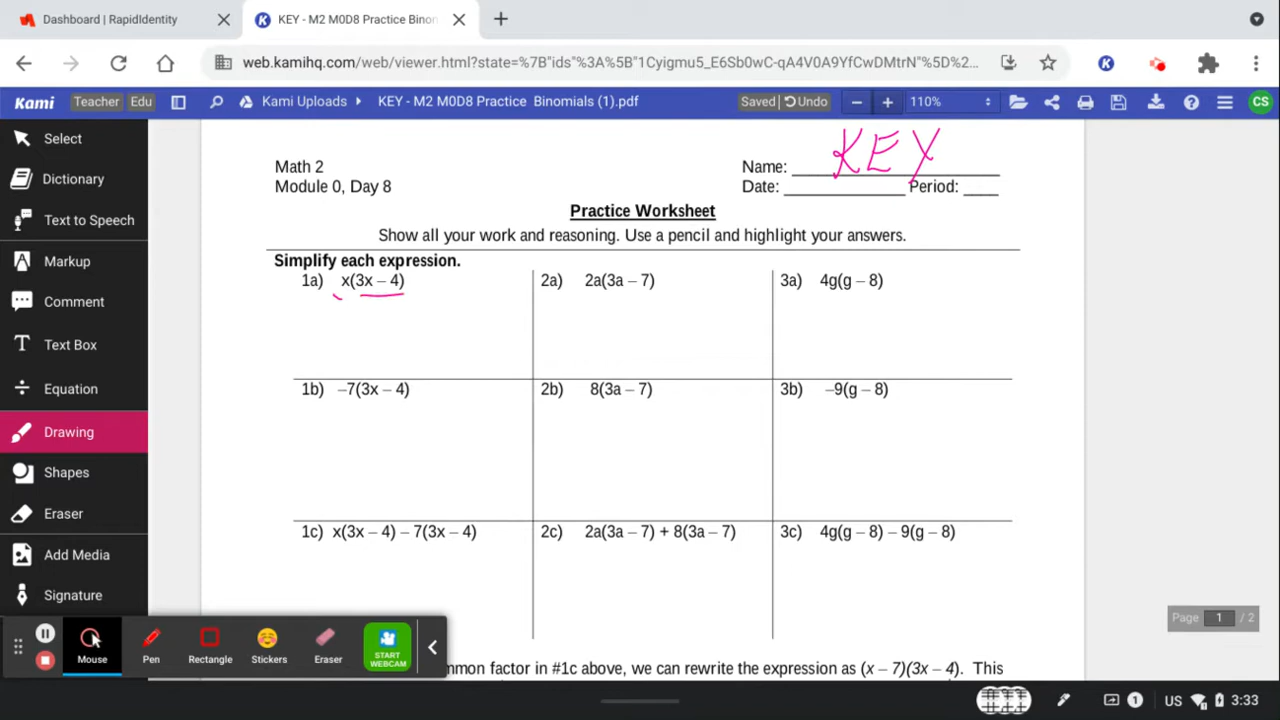 Dashboard | RapidIdentity
KEY - M2 M0D8 Practice Binon
web.kamihq.com/web/viewer.html?state=%7B"ids"%3A%B"1Cyigmu5_E6Sb0wC-qA4V0A9YfCwDMtrN"%5D%2...
Kami Teacher Edu Kami Uploads KEY - M2 M0D8 Practice Binomials (1).pdf Saved Undo 110% CS
Select
Dictionary
Text to Speech
Markup
Comment
Text Box
Equation
Drawing
Shapes
Eraser
Add Media
Signature
Math 2
Module 0, Day 8
Name: KEY
Date: Period:
Practice Worksheet
Show all your work and reasoning. Use a pencil and highlight your answers.
Simplify each expression.
1a) x(3x – 4) 2a) 2a(3a – 7) 3a) 4g(g – 8)
1b) –7(3x – 4) 2b) 8(3a – 7) 3b) –9(g – 8)
1c) x(3x – 4) – 7(3x – 4) 2c) 2a(3a – 7) + 8(3a – 7) 3c) 4g(g – 8) – 9(g – 8)
mmon factor in #1c above, we can rewrite the expression as (x – 7)(3x – 4). This
Page 1 / 2
Mouse Pen Rectangle Stickers Eraser START WEBCAM
1 US 3:33